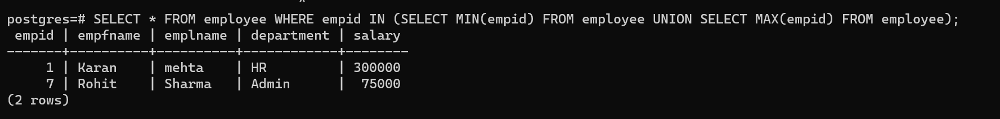 postgres=# SELECT * FROM employee WHERE empid IN (SELECT MIN(empid) FROM employee UNION SELECT MAX(empid) FROM employee);
 empid | empfname | emplname | department | salary
-------+----------+----------+------------+--------
     1 | Karan    | mehta    | HR         | 300000
     7 | Rohit    | Sharma   | Admin      |  75000
(2 rows)